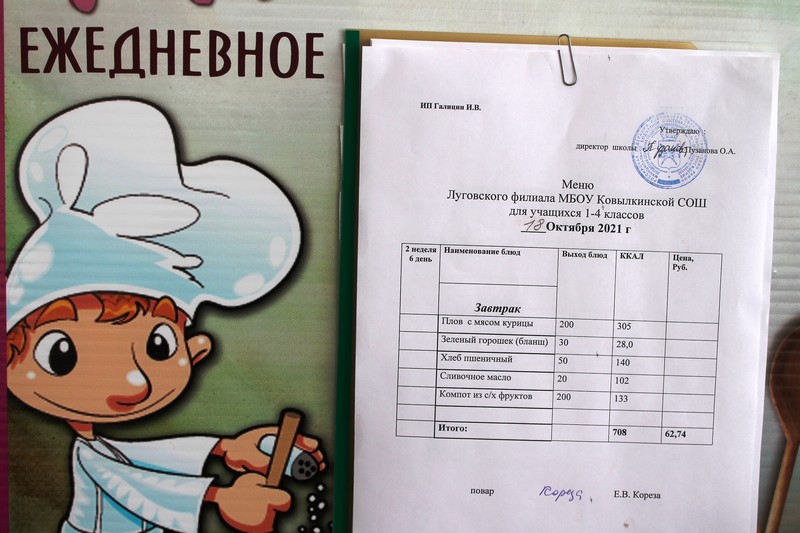 ЕЖЕДНЕВНОЕ
ИП Галицин И.В.
Утверждаю :
директор школы Пузанова О.А.
Меню
Луговского филиала МБОУ Ковылкинской СОШ
для учащихся 1-4 классов
18 Октября 2021 г
2 неделя 6 день Наименование блюд Выход блюд ККАЛ Цена, Руб.
Завтрак
Плов с мясом курицы 200 305
Зеленый горошек (бланш) 30 28,0
Хлеб пшеничный 50 140
Сливочное масло 20 102
Компот из с/х фруктов 200 133
Итого: 708 62,74
повар Кореза Е.В. Кореза